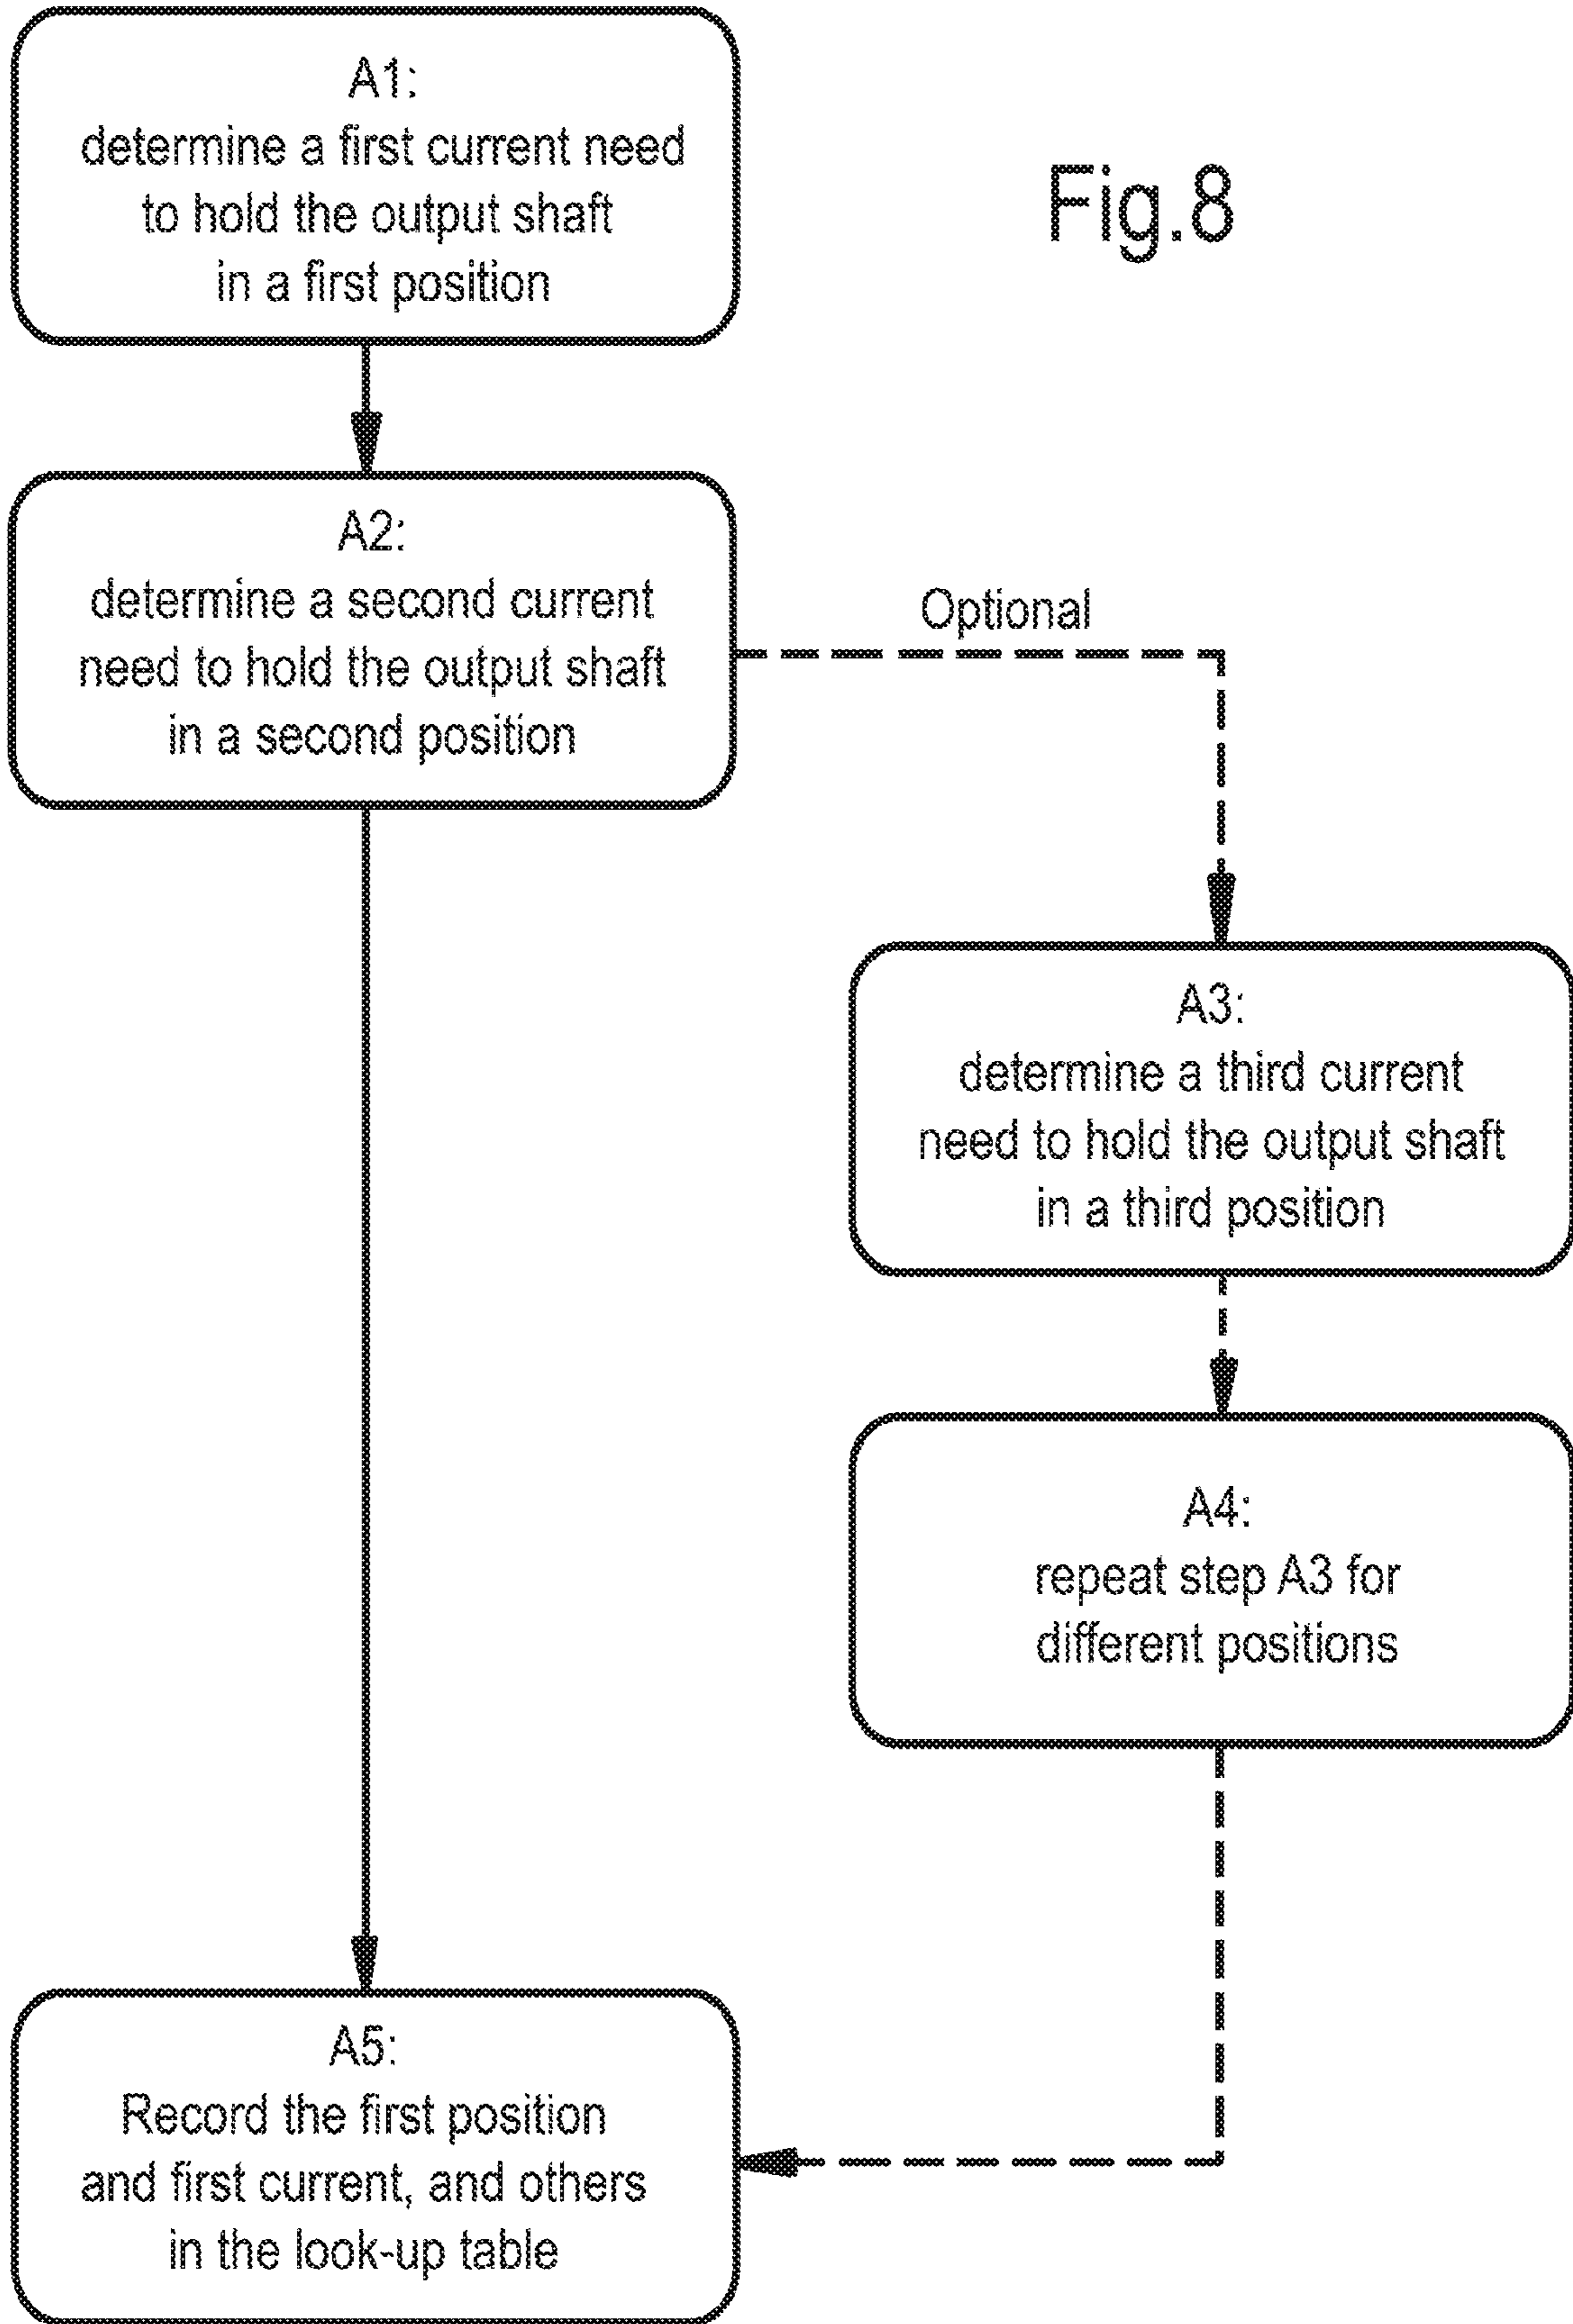 A1:
determine a first current need
to hold the output shaft
in a first position
Fig.8
A2:
determine a second current
need to hold the output shaft
in a second position
Optional
A3:
determine a third current
need to hold the output shaft
in a third position
A4:
repeat step A3 for
different positions
A5:
Record the first position
and first current, and others
in the look-up table